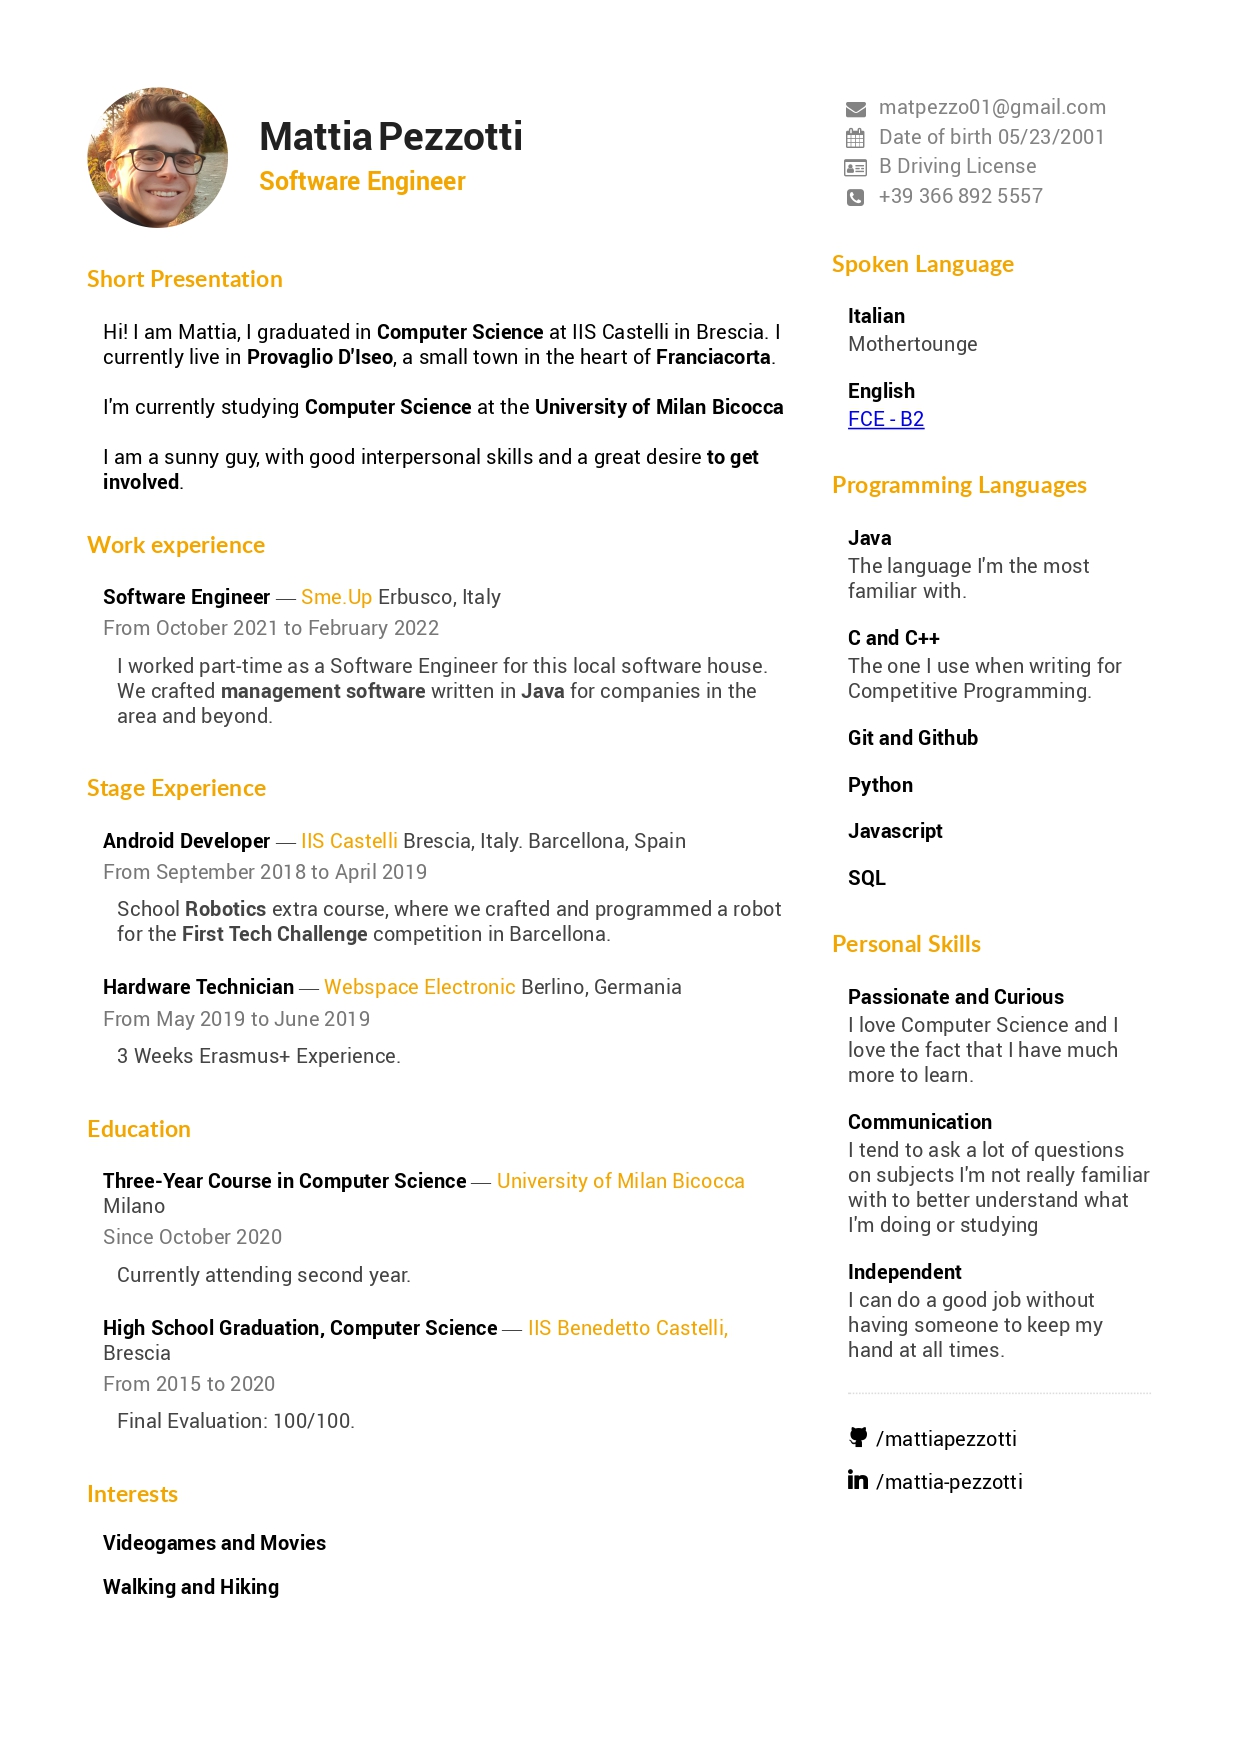 Mattia Pezzotti
Software Engineer
matpezzo01@gmail.com
Date of birth 05/23/2001
B Driving License
+39 366 892 5557
Short Presentation
Hi! I am Mattia, I graduated in Computer Science at IIS Castelli in Brescia. I
currently live in Provaglio D'Iseo, a small town in the heart of Franciacorta.
I'm currently studying Computer Science at the University of Milan Bicocca
I am a sunny guy, with good interpersonal skills and a great desire to get
involved.
Work experience
Software Engineer — Sme.Up Erbusco, Italy
From October 2021 to February 2022
I worked part-time as a Software Engineer for this local software house.
We crafted management software written in Java for companies in the
area and beyond.
Stage Experience
Android Developer — IIS Castelli Brescia, Italy. Barcellona, Spain
From September 2018 to April 2019
School Robotics extra course, where we crafted and programmed a robot
for the First Tech Challenge competition in Barcellona.
Hardware Technician — Webspace Electronic Berlino, Germania
From May 2019 to June 2019
3 Weeks Erasmus+ Experience.
Education
Three-Year Course in Computer Science — University of Milan Bicocca
Milano
Since October 2020
Currently attending second year.
High School Graduation, Computer Science — IIS Benedetto Castelli,
Brescia
From 2015 to 2020
Final Evaluation: 100/100.
Interests
Videogames and Movies
Walking and Hiking
Spoken Language
Italian
Mothertounge
English
FCE - B2
Programming Languages
Java
The language I'm the most
familiar with.
C and C++
The one I use when writing for
Competitive Programming.
Git and Github
Python
Javascript
SQL
Personal Skills
Passionate and Curious
I love Computer Science and I
love the fact that I have much
more to learn.
Communication
I tend to ask a lot of questions
on subjects I'm not really familiar
with to better understand what
I'm doing or studying
Independent
I can do a good job without
having someone to keep my
hand at all times.
/mattiapezzotti
/mattia-pezzotti